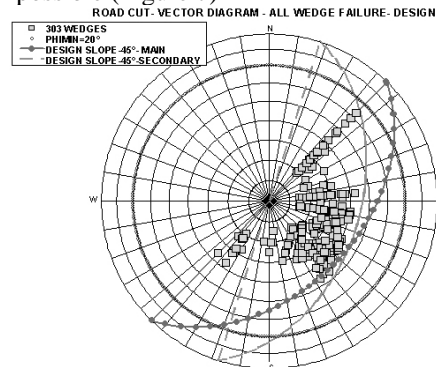 ROAD CUT- VECTOR DIAGRAM - ALL WEDGE FAILURE- DESIGN
303 WEDGES
PHIMIN=20°
DESIGN SLOPE-45°- MAIN
DESIGN SLOPE-45°-SECONDARY
N
W